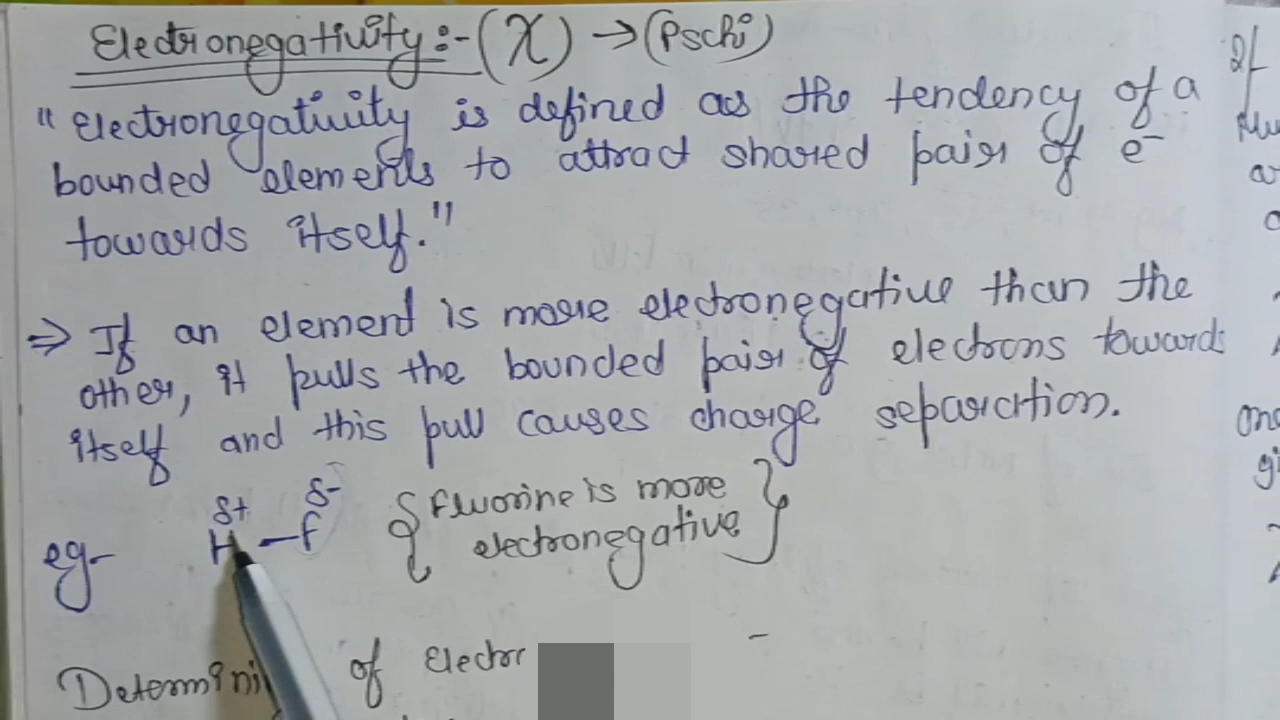 Electronegativity :- (χ) → (Pschi)
"Electronegativity is defined as the tendency of a
bounded elements to attract shared pair of e⁻
towards itself."
⇒ If an element is more electronegative than the
other, it pulls the bounded pair of electrons towards
itself and this pull causes charge separation.
δ+ δ-
eg- H—F { Fluorine is more
electronegative }
of